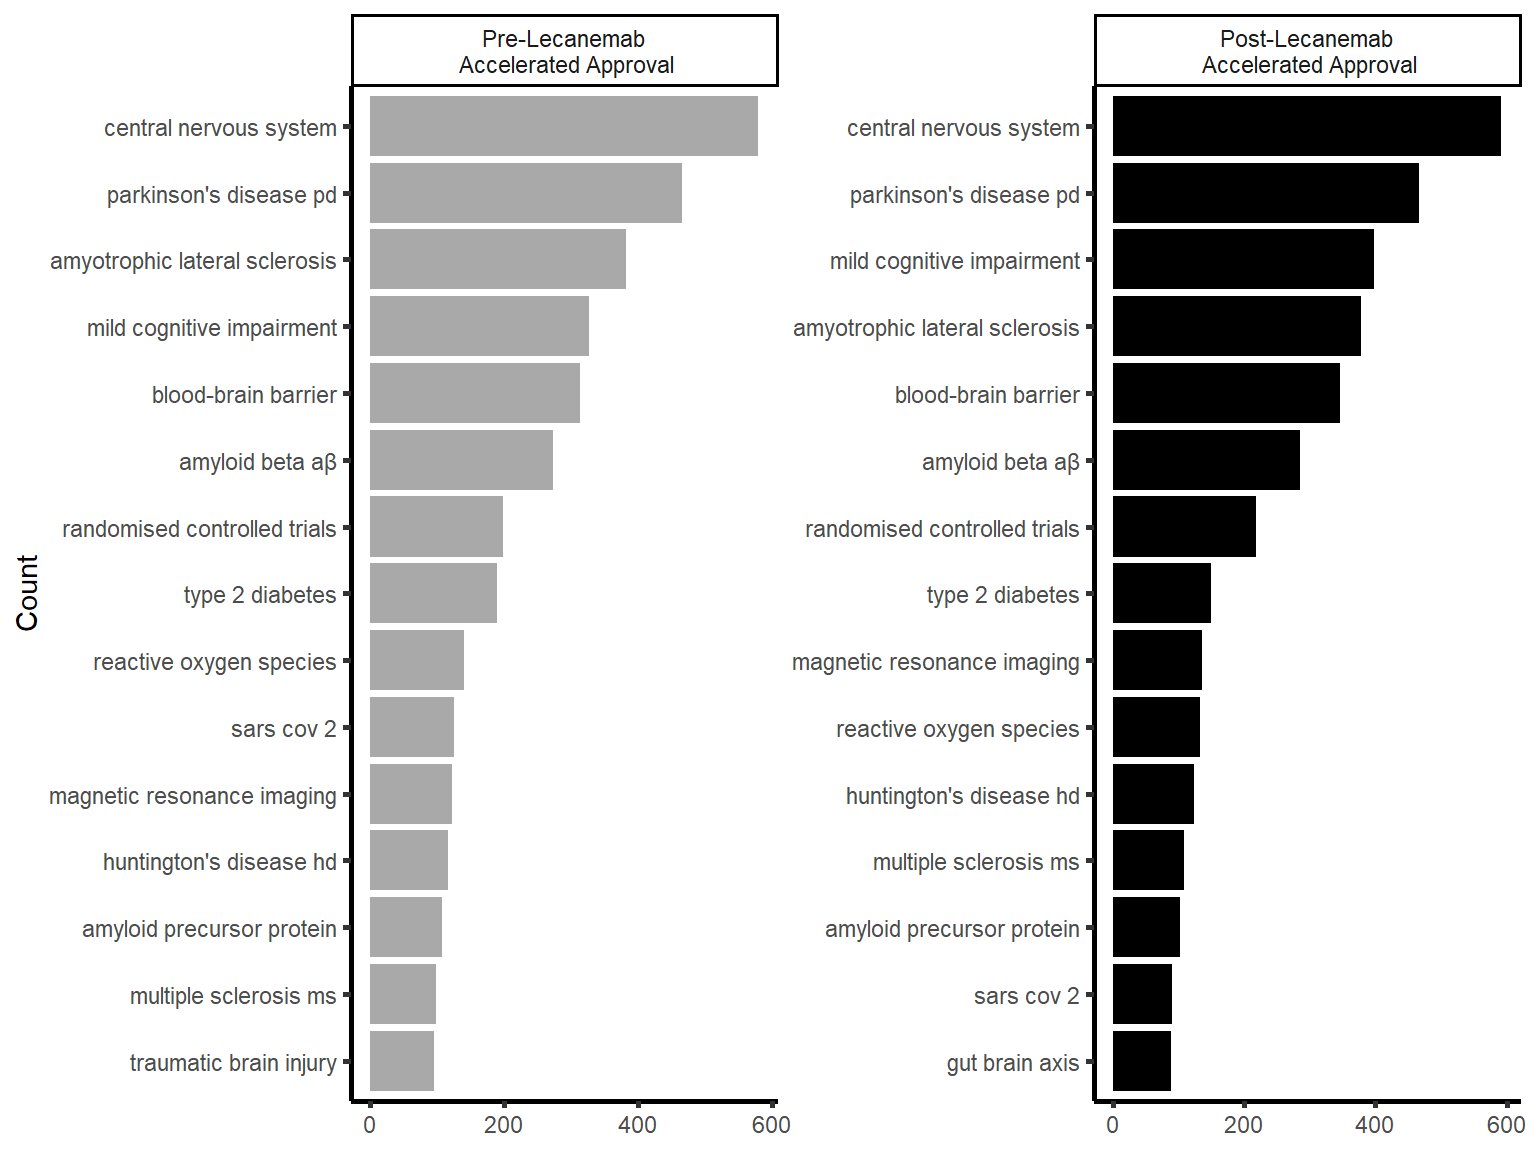 Pre-Lecanemab
Accelerated Approval
central nervous system
parkinson's disease pd
amyotrophic lateral sclerosis
mild cognitive impairment
blood-brain barrier
amyloid beta aβ
randomised controlled trials
type 2 diabetes
reactive oxygen species
sars cov 2
magnetic resonance imaging
huntington's disease hd
amyloid precursor protein
multiple sclerosis ms
traumatic brain injury
0 200 400 600
Count
Post-Lecanemab
Accelerated Approval
central nervous system
parkinson's disease pd
mild cognitive impairment
amyotrophic lateral sclerosis
blood-brain barrier
amyloid beta aβ
randomised controlled trials
type 2 diabetes
magnetic resonance imaging
reactive oxygen species
huntington's disease hd
multiple sclerosis ms
amyloid precursor protein
sars cov 2
gut brain axis
0 200 400 600